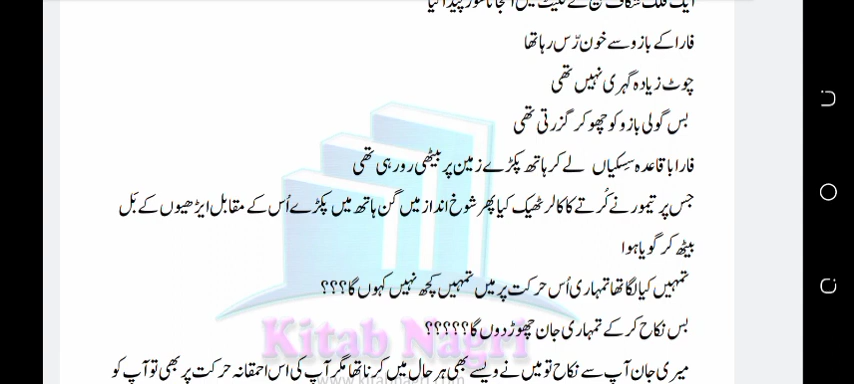 ایک فلک شگاف
فارا کے بازو سے خون رَس رہا تھا
چوٹ زیادہ گہری نہیں تھی
بس گولی بازو کو چھو کر گزرتی تھی
فارا باقاعدہ سِسکیاں لے کر ہاتھ پکڑے زمین پر بیٹھی رو رہی تھی
جس پر تیمور نے کُرتے کا کالر ٹھیک کیا پھر شوخ انداز میں گن ہاتھ میں پکڑے اُس کے مقابل ایڑھیوں کے بَل
بیٹھ کر گویا ہوا
تمہیں کیا لگا تھا تمہاری اُس حرکت پر میں تمہیں کچھ نہیں کہوں گا؟؟؟
بس نکاح کر کے تمہاری جان چھوڑ دوں گا؟؟؟؟؟
Kitab Nagri
میری جان آپ سے نکاح تو میں نے ویسے بھی ہر حال میں کرنا تھا مگر آپ کی اس احمقانہ حرکت پر بھی تو آپ کو